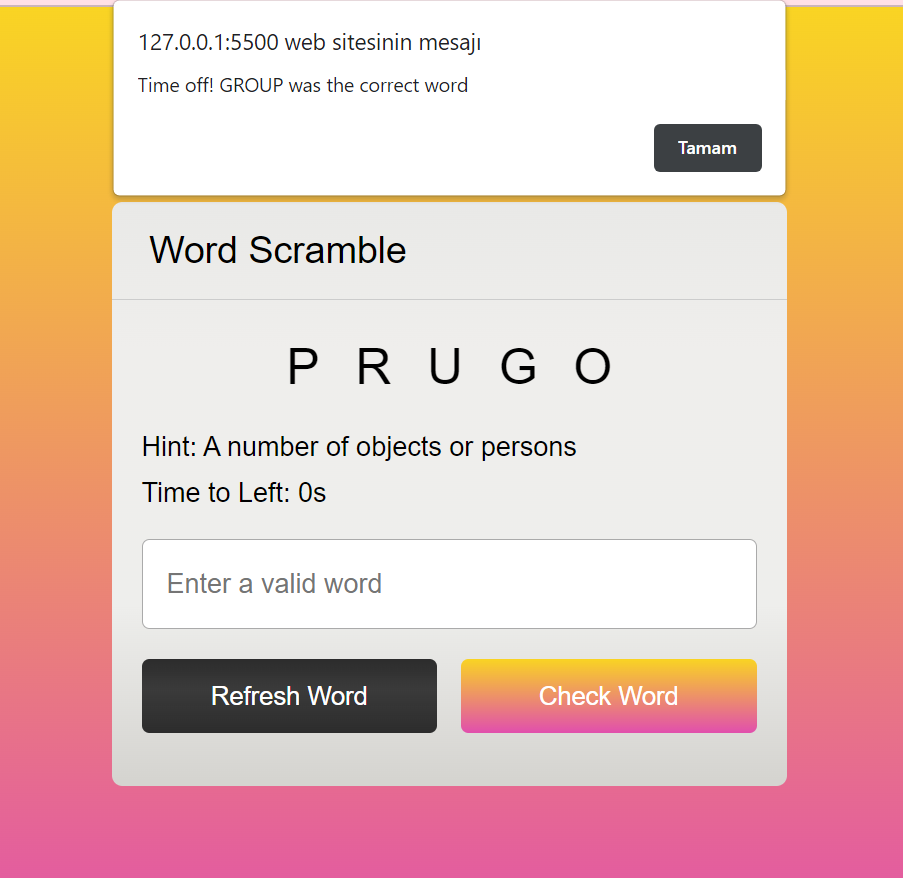 127.0.0.1:5500 web sitesinin mesajı
Time off! GROUP was the correct word
Tamam
Word Scramble
P R U G O
Hint: A number of objects or persons
Time to Left: 0s
Enter a valid word
Refresh Word
Check Word